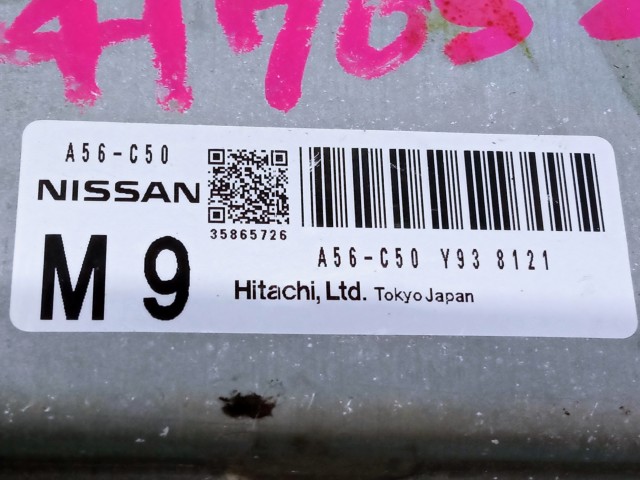 A56-C50
NISSAN
M 9
35865726
A56-C50 Y93 8121
Hitachi, Ltd. Tokyo Japan